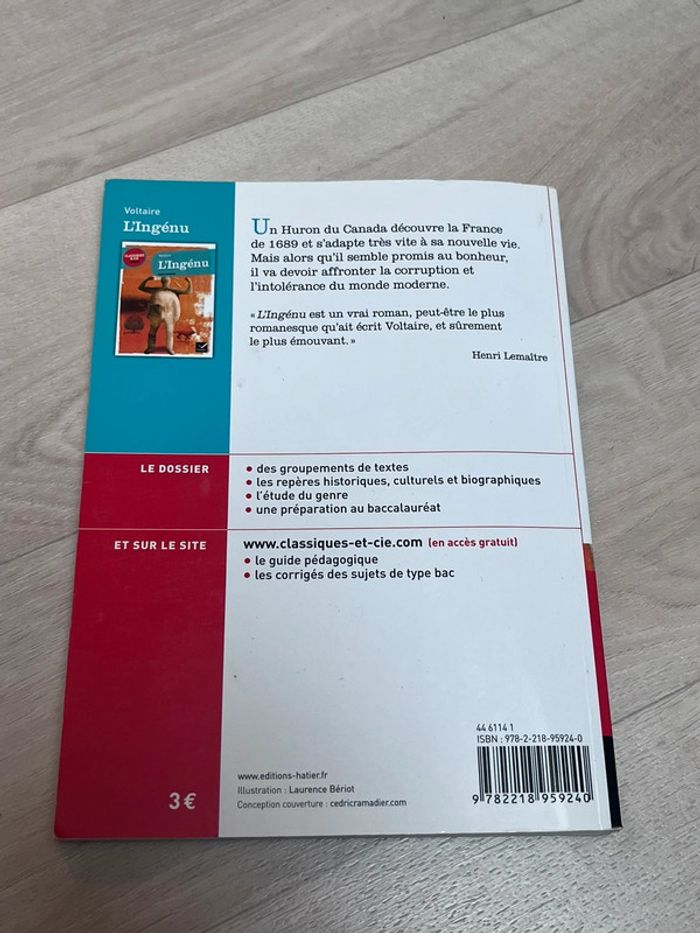 Voltaire
L'Ingénu
CLASSIQUES
& CIE
L'Ingénu
Un Huron du Canada découvre la France
de 1689 et s'adapte très vite à sa nouvelle vie.
Mais alors qu'il semble promis au bonheur,
il va devoir affronter la corruption et
l'intolérance du monde moderne.
« L'Ingénu est un vrai roman, peut-être le plus
romanesque qu'ait écrit Voltaire, et sûrement
le plus émouvant. »
Henri Lemaître
LE DOSSIER
• des groupements de textes
• les repères historiques, culturels et biographiques
• l'étude du genre
• une préparation au baccalauréat
ET SUR LE SITE
www.classiques-et-cie.com (en accès gratuit)
• le guide pédagogique
• les corrigés des sujets de type bac
44 6114 1
ISBN : 978-2-218-95924-0
9 782218 959240
www.editions-hatier.fr
Illustration : Laurence Bériot
Conception couverture : cedricramadier.com
3 €